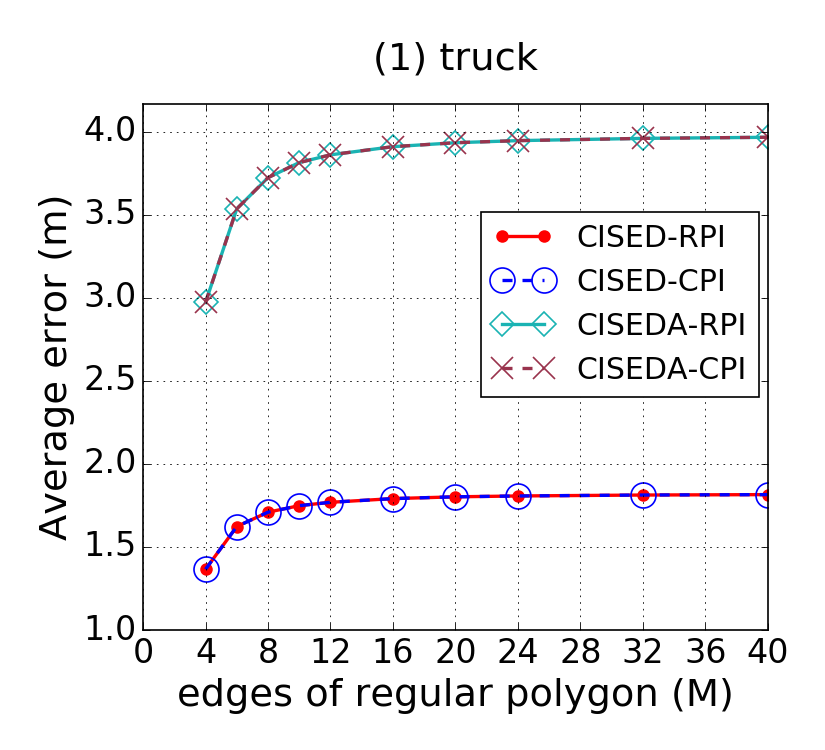 (1) truck
Average error (m)
4.0
3.5
3.0
2.5
2.0
1.5
1.0
CISED-RPI
CISED-CPI
CISEDA-RPI
CISEDA-CPI
0 4 8 12 16 20 24 28 32 36 40
edges of regular polygon (M)